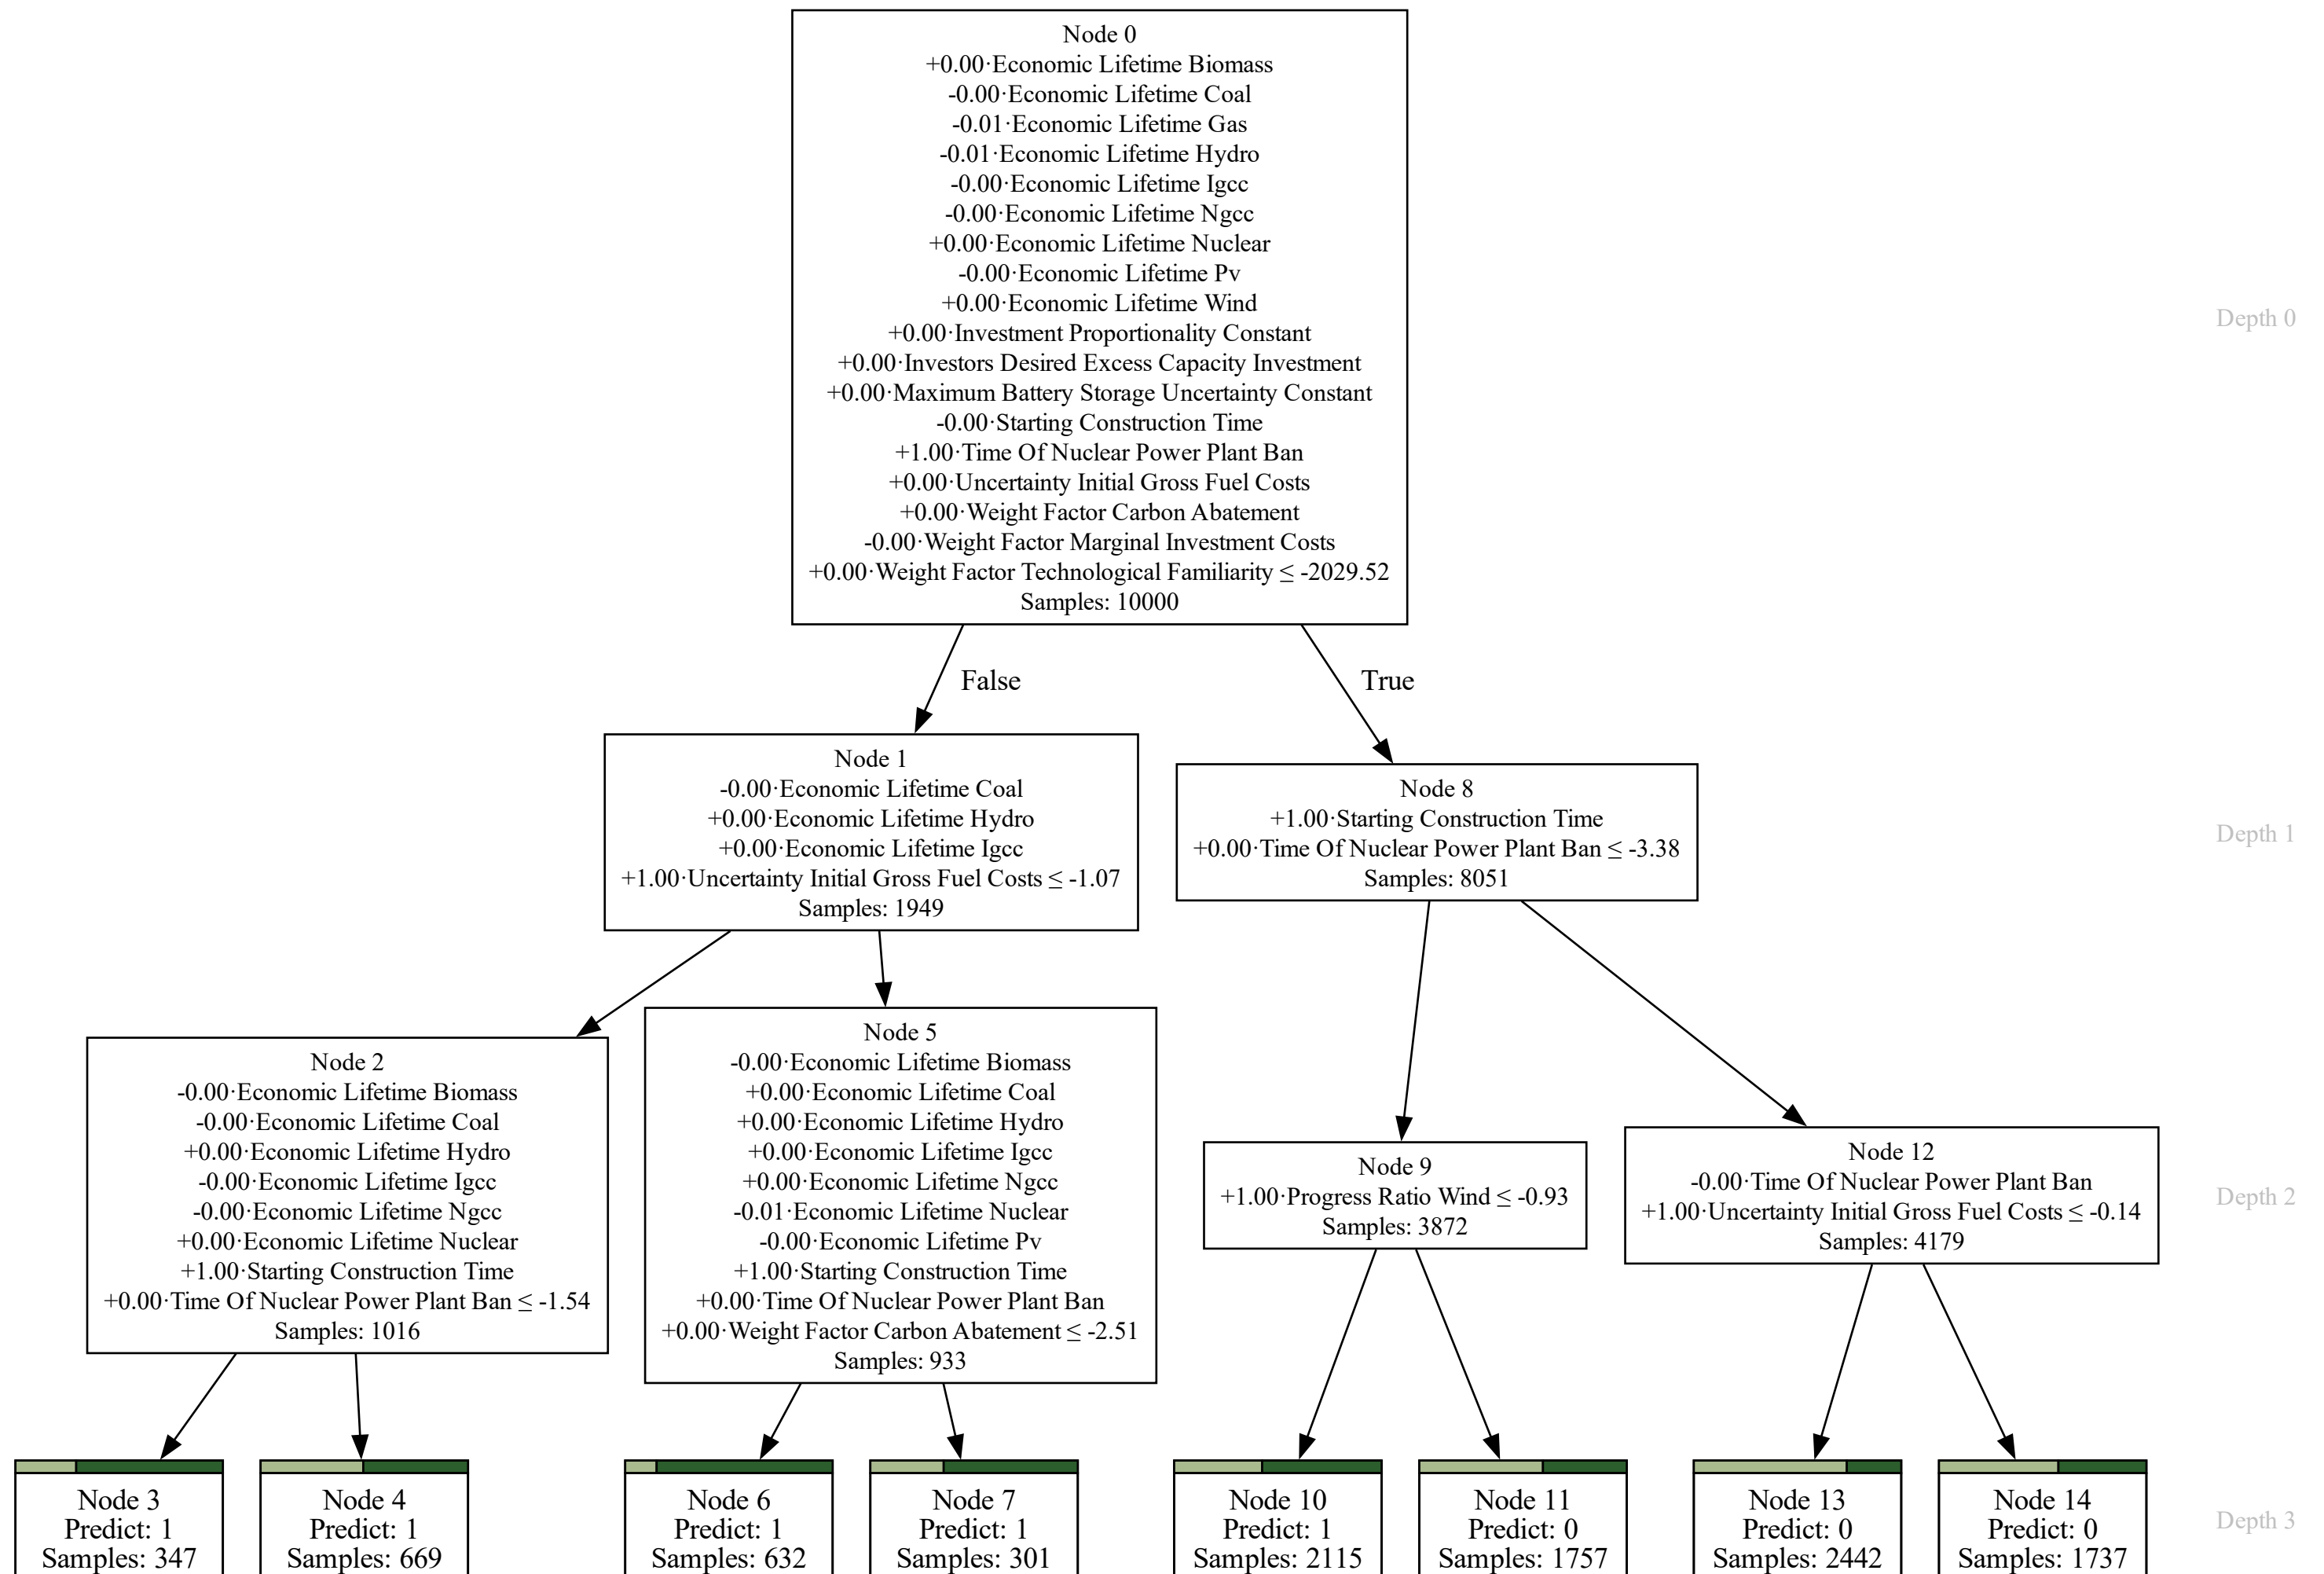 Node 0
+0.00·Economic Lifetime Biomass
-0.00·Economic Lifetime Coal
-0.01·Economic Lifetime Gas
-0.01·Economic Lifetime Hydro
-0.00·Economic Lifetime Igcc
-0.00·Economic Lifetime Ngcc
+0.00·Economic Lifetime Nuclear
-0.00·Economic Lifetime Pv
+0.00·Economic Lifetime Wind
+0.00·Investment Proportionality Constant
+0.00·Investors Desired Excess Capacity Investment
+0.00·Maximum Battery Storage Uncertainty Constant
-0.00·Starting Construction Time
+1.00·Time Of Nuclear Power Plant Ban
+0.00·Uncertainty Initial Gross Fuel Costs
+0.00·Weight Factor Carbon Abatement
-0.00·Weight Factor Marginal Investment Costs
+0.00·Weight Factor Technological Familiarity ≤ -2029.52
Samples: 10000
Depth 0
False
True
Node 1
-0.00·Economic Lifetime Coal
+0.00·Economic Lifetime Hydro
+0.00·Economic Lifetime Igcc
+1.00·Uncertainty Initial Gross Fuel Costs ≤ -1.07
Samples: 1949
Node 8
+1.00·Starting Construction Time
+0.00·Time Of Nuclear Power Plant Ban ≤ -3.38
Samples: 8051
Depth 1
Node 2
-0.00·Economic Lifetime Biomass
-0.00·Economic Lifetime Coal
+0.00·Economic Lifetime Hydro
-0.00·Economic Lifetime Igcc
-0.00·Economic Lifetime Ngcc
+0.00·Economic Lifetime Nuclear
+1.00·Starting Construction Time
+0.00·Time Of Nuclear Power Plant Ban ≤ -1.54
Samples: 1016
Node 5
-0.00·Economic Lifetime Biomass
+0.00·Economic Lifetime Coal
+0.00·Economic Lifetime Hydro
+0.00·Economic Lifetime Igcc
+0.00·Economic Lifetime Ngcc
-0.01·Economic Lifetime Nuclear
-0.00·Economic Lifetime Pv
+1.00·Starting Construction Time
+0.00·Time Of Nuclear Power Plant Ban
+0.00·Weight Factor Carbon Abatement ≤ -2.51
Samples: 933
Node 9
+1.00·Progress Ratio Wind ≤ -0.93
Samples: 3872
Node 12
-0.00·Time Of Nuclear Power Plant Ban
+1.00·Uncertainty Initial Gross Fuel Costs ≤ -0.14
Samples: 4179
Depth 2
Node 3
Predict: 1
Samples: 347
Node 4
Predict: 1
Samples: 669
Node 6
Predict: 1
Samples: 632
Node 7
Predict: 1
Samples: 301
Node 10
Predict: 1
Samples: 2115
Node 11
Predict: 0
Samples: 1757
Node 13
Predict: 0
Samples: 2442
Node 14
Predict: 0
Samples: 1737
Depth 3